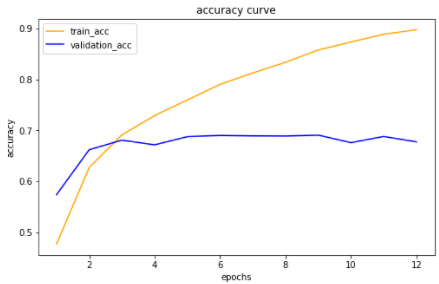 accuracy curve
train_acc
validation_acc
accuracy
0.9
0.8
0.7
0.6
0.5
2 4 6 8 10 12
epochs